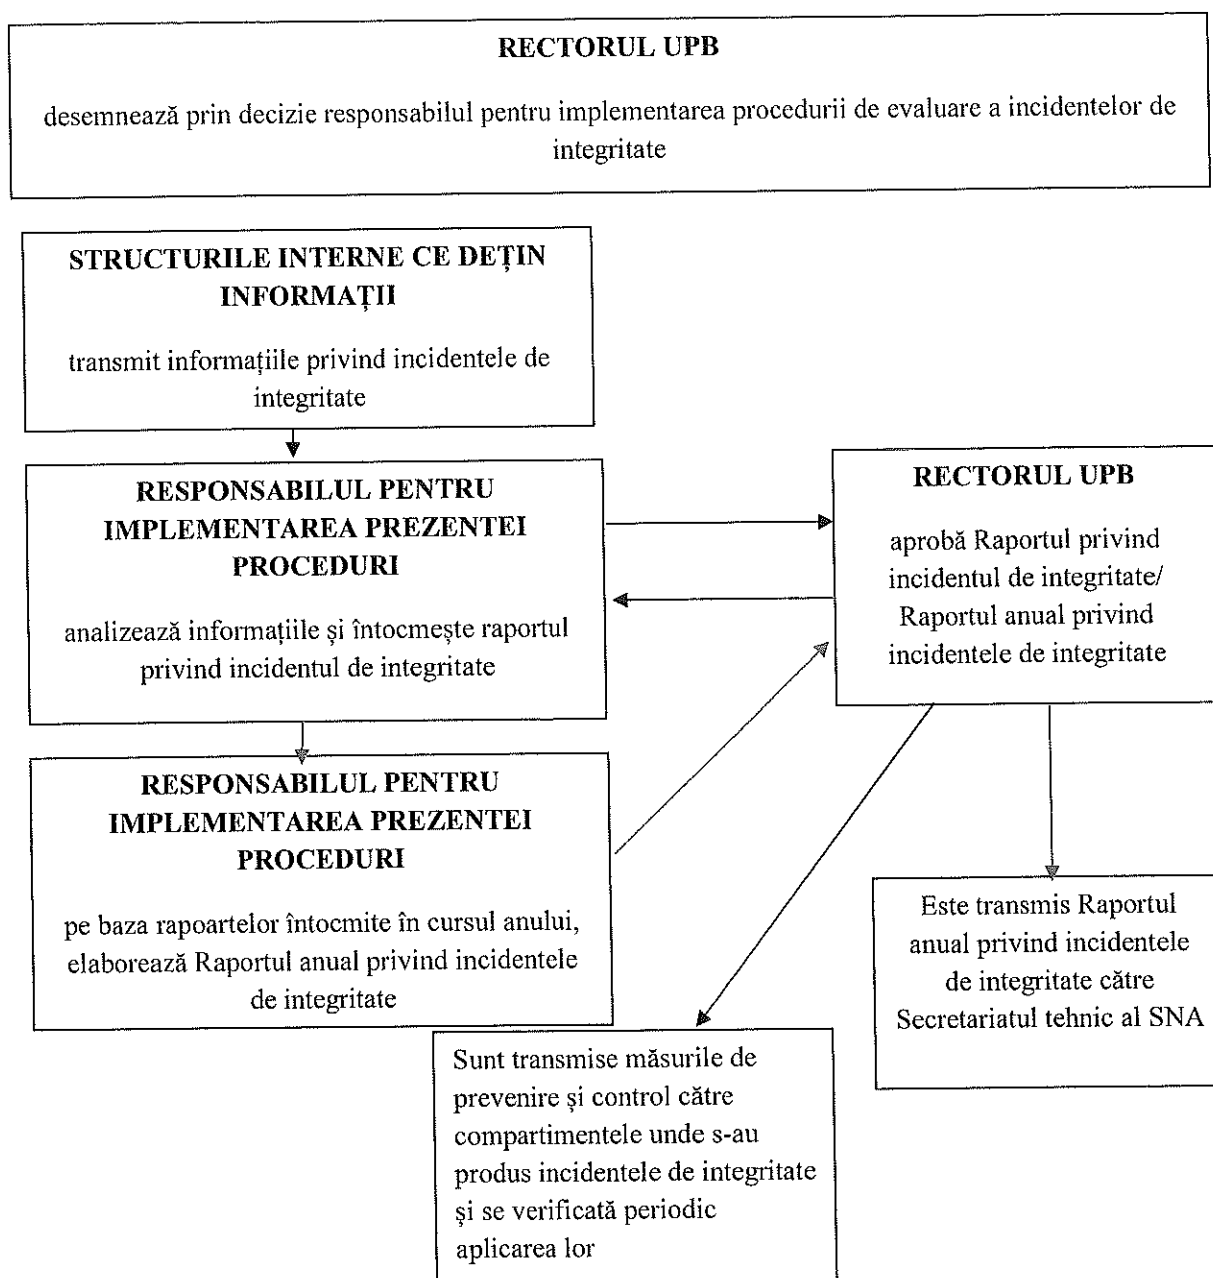 RECTORUL UPB
desemnează prin decizie responsabilul pentru implementarea procedurii de evaluare a incidentelor de
integritate
STRUCTURILE INTERNE CE DEȚIN
INFORMAȚII
transmit informațiile privind incidentele de
integritate
RESPONSABILUL PENTRU
IMPLEMENTAREA PREZENTEI
PROCEDURI
analizează informațiile și întocmește raportul
privind incidentul de integritate
RECTORUL UPB
aprobă Raportul privind
incidentul de integritate/
Raportul anual privind
incidentele de integritate
RESPONSABILUL PENTRU
IMPLEMENTAREA PREZENTEI
PROCEDURI
pe baza rapoartelor întocmite în cursul anului,
elaborează Raportul anual privind incidentele
de integritate
Este transmis Raportul
anual privind incidentele
de integritate către
Secretariatul tehnic al SNA
Sunt transmise măsurile de
prevenire și control către
compartimentele unde s-au
produs incidentele de integritate
și se verificată periodic
aplicarea lor